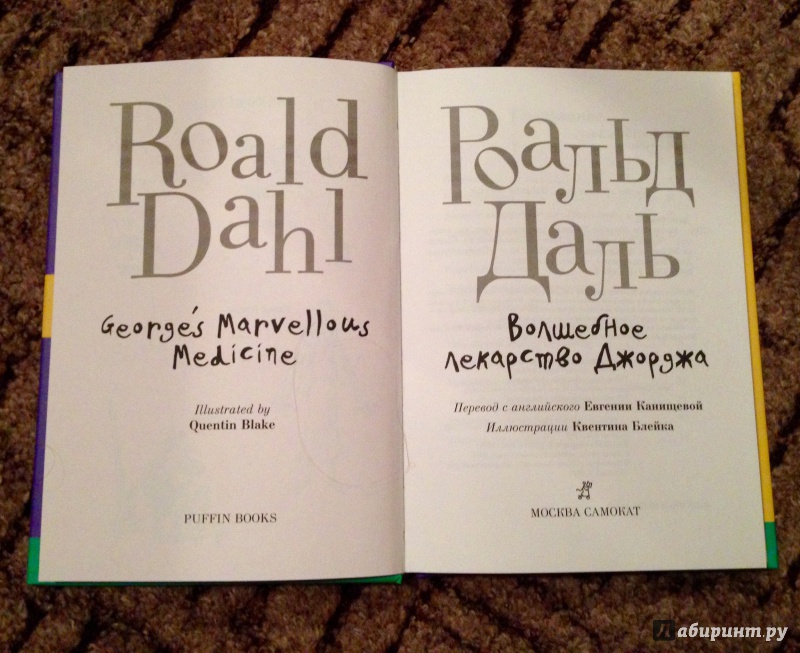 Roald
Dahl
George's Marvellous
Medicine
Illustrated by
Quentin Blake
PUFFIN BOOKS
Роальд
Даль
Волшебное
лекарство Джорджа
Перевод с английского Евгении Канищевой
Иллюстрации Квентина Блейка
МОСКВА САМОКАТ
Лабиринт.ру